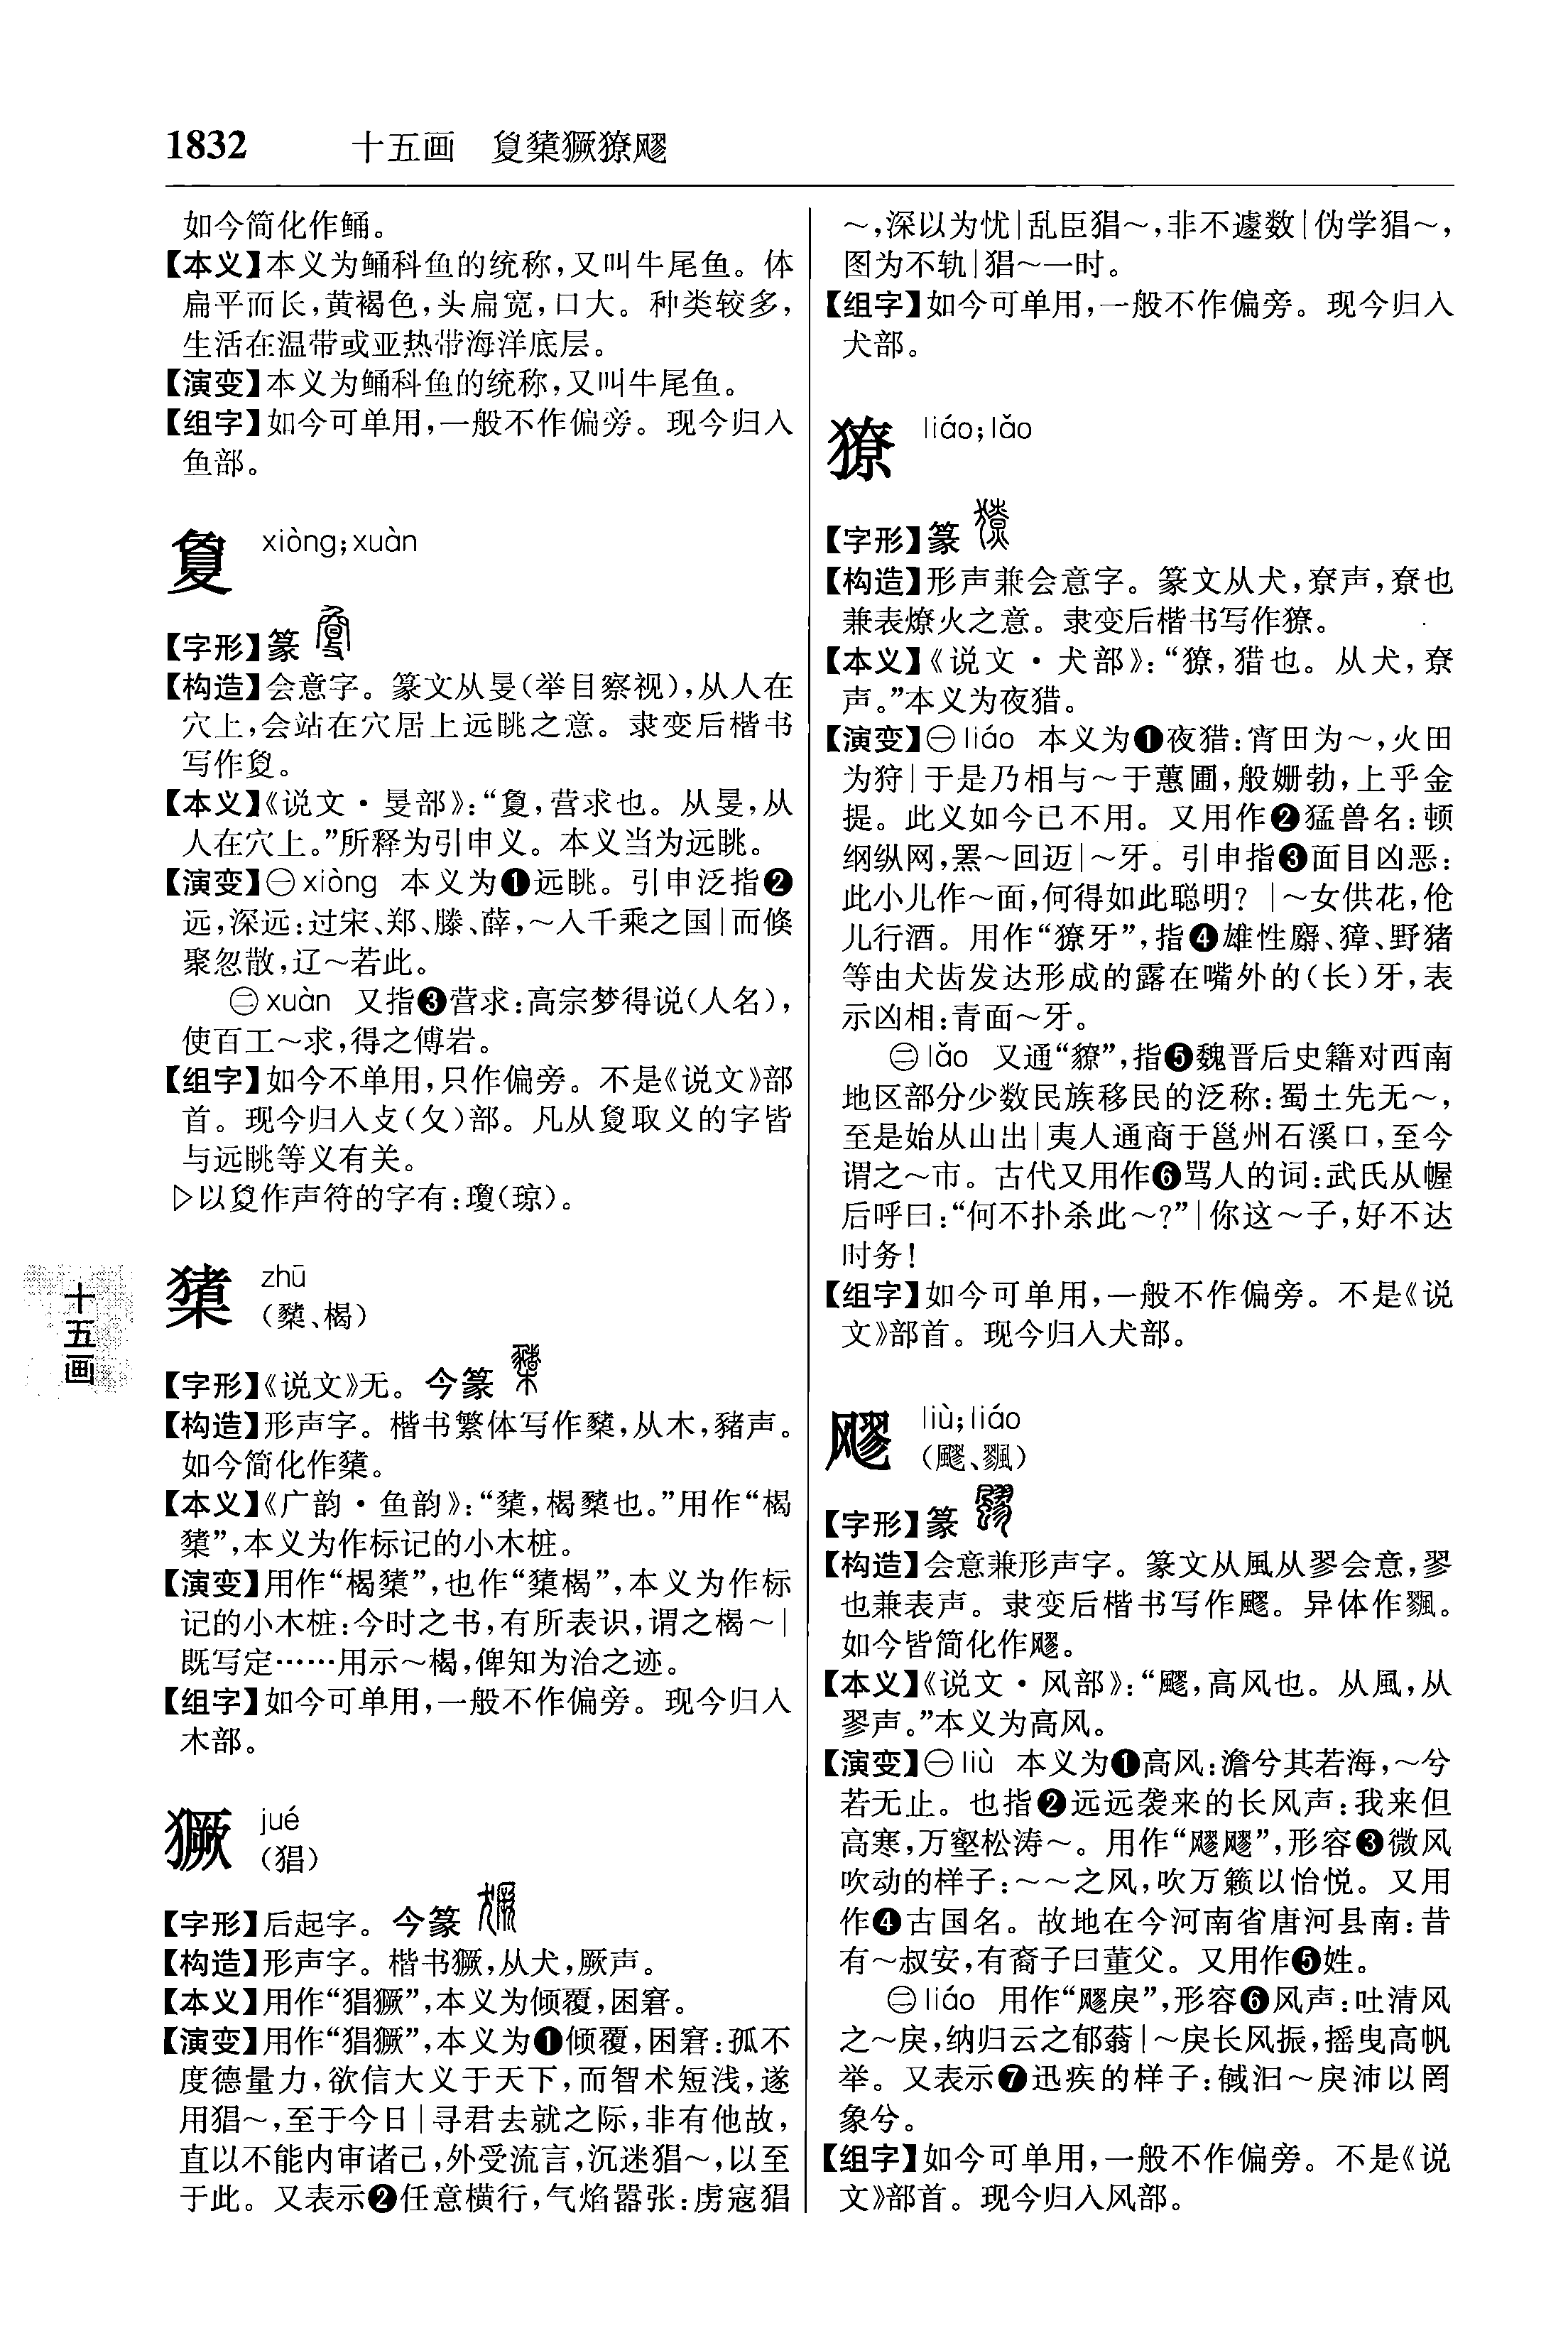 1832 十五画 夐橥獗獠飂
如今简化作鲬。
【本义】本义为鲬科鱼的统称,又叫牛尾鱼。体
扁平而长,黄褐色,头扁宽,口大。种类较多,
生活在温带或亚热带海洋底层。
【演变】本义为鲬科鱼的统称,又叫牛尾鱼。
【组字】如今可单用,一般不作偏旁。现今归入
鱼部。
夐 xiòng;xuàn
【字形】篆
【构造】会意字。篆文从𡕥(举目察视),从人在
穴上,会站在穴居上远眺之意。隶变后楷书
写作夐。
【本义】《说文·𡕥部》:“夐,营求也。从𡕥,从
人在穴上。”所释为引申义。本义当为远眺。
【演变】㊀xiòng 本义为❶远眺。引申泛指❷
远,深远:过宋、郑、滕、薛,～入千乘之国|而倏
聚忽散,辽～若此。
㊁xuàn 又指❸营求:高宗梦得说(人名),
使百工～求,得之傅岩。
【组字】如今不单用,只作偏旁。不是《说文》部
首。现今归入攴(攵)部。凡从夐取义的字皆
与远眺等义有关。
▷以夐作声符的字有:瓊(琼)。
橥 zhū
(櫫、楬)
【字形】《说文》无。今篆
【构造】形声字。楷书繁体写作櫫,从木,豬声。
如今简化作橥。
【本义】《广韵·鱼韵》:“橥,楬櫫也。”用作“楬
橥”,本义为作标记的小木桩。
【演变】用作“楬橥”,也作“橥楬”,本义为作标
记的小木桩:今时之书,有所表识,谓之楬～|
既写定……用示～楬,俾知为治之迹。
【组字】如今可单用,一般不作偏旁。现今归入
木部。
獗 jué
(猖)
【字形】后起字。今篆
【构造】形声字。楷书獗,从犬,厥声。
【本义】用作“猖獗”,本义为倾覆,困窘。
【演变】用作“猖獗”,本义为❶倾覆,困窘:孤不
度德量力,欲信大义于天下,而智术短浅,遂
用猖～,至于今日|寻君去就之际,非有他故,
直以不能内审诸己,外受流言,沉迷猖～,以至
于此。又表示❷任意横行,气焰嚣张:虏寇猖
～,深以为忧|乱臣猖～,非不遽数|伪学猖～,
图为不轨|猖～一时。
【组字】如今可单用,一般不作偏旁。现今归入
犬部。
獠 liáo;lǎo
【字形】篆
【构造】形声兼会意字。篆文从犬,尞声,尞也
兼表燎火之意。隶变后楷书写作獠。
【本义】《说文·犬部》:“獠,猎也。从犬,尞
声。”本义为夜猎。
【演变】㊀liáo 本义为❶夜猎:宵田为～,火田
为狩|于是乃相与～于蕙圃,般姗勃,上乎金
提。此义如今已不用。又用作❷猛兽名:顿
纲纵网,罴～回迈|～牙。引申指❸面目凶恶:
此小儿作～面,何得如此聪明?|～女供花,伧
儿行酒。用作“獠牙”,指❹雄性麝、獐、野猪
等由犬齿发达形成的露在嘴外的(长)牙,表
示凶相:青面～牙。
㊁lǎo 又通“獠”,指❺魏晋后史籍对西南
地区部分少数民族移民的泛称:蜀土先无～,
至是始从山出|夷人通商于邕州石溪口,至今
谓之～市。古代又用作❻骂人的词:武氏从幄
后呼曰:“何不扑杀此～?”|你这～子,好不达
时务!
【组字】如今可单用,一般不作偏旁。不是《说
文》部首。现今归入犬部。
飂 liù;liáo
(飂、飂)
【字形】篆
【构造】会意兼形声字。篆文从風从翏会意,翏
也兼表声。隶变后楷书写作飂。异体作飂。
如今皆简化作飂。
【本义】《说文·风部》:“飂,高风也。从風,从
翏声。”本义为高风。
【演变】㊀liù 本义为❶高风:澹兮其若海,～兮
若无止。也指❷远远袭来的长风声:我来但
高寒,万壑松涛～。用作“飂飂”,形容❸微风
吹动的样子:～～之风,吹万籁以怡悦。又用
作❹古国名。故地在今河南省唐河县南:昔
有～叔安,有裔子曰董父。又用作❺姓。
㊁liáo 用作“飂戾”,形容❻风声:吐清风
之～戾,纳归云之郁蓊|～戾长风振,摇曳高帆
举。又表示❼迅疾的样子:䬂汩～戾沛以罔
象兮。
【组字】如今可单用,一般不作偏旁。不是《说
文》部首。现今归入风部。
十五画